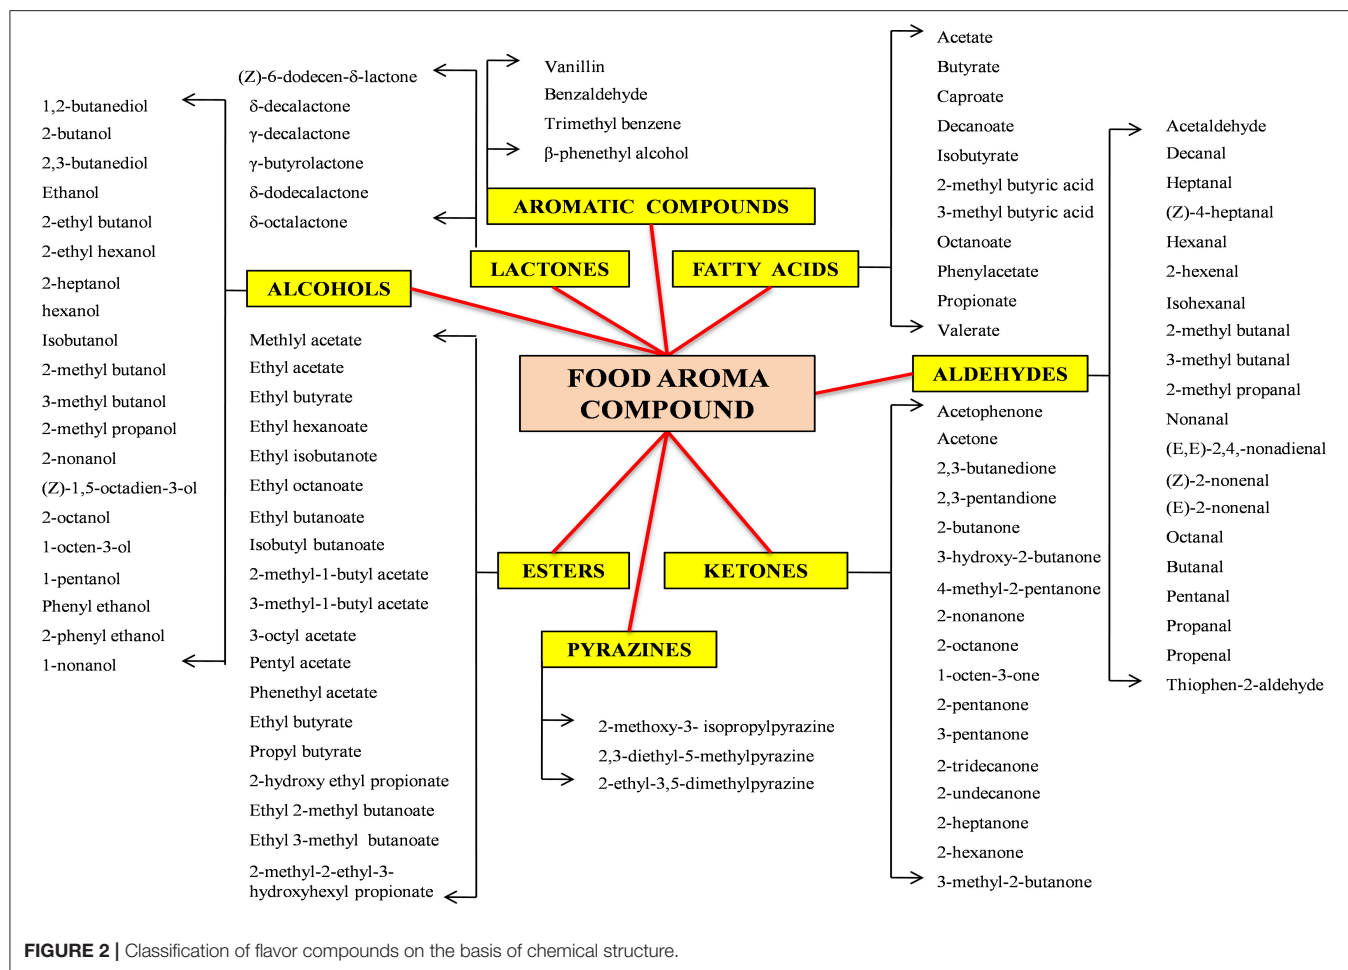 (Z)-6-dodecen-δ-lactone
δ-decalactone
γ-decalactone
γ-butyrolactone
δ-dodecalactone
δ-octalactone
LACTONES
Vanillin
Benzaldehyde
Trimethyl benzene
β-phenethyl alcohol
AROMATIC COMPOUNDS
Acetate
Butyrate
Caproate
Decanoate
Isobutyrate
2-methyl butyric acid
3-methyl butyric acid
Octanoate
Phenylacetate
Propionate
Valerate
FATTY ACIDS
1,2-butanediol
2-butanol
2,3-butanediol
Ethanol
2-ethyl butanol
2-ethyl hexanol
2-heptanol
hexanol
Isobutanol
2-methyl butanol
3-methyl butanol
2-methyl propanol
2-nonanol
(Z)-1,5-octadien-3-ol
2-octanol
1-octen-3-ol
1-pentanol
Phenyl ethanol
2-phenyl ethanol
1-nonanol
ALCOHOLS
FOOD AROMA
COMPOUND
ALDEHYDES
Acetaldehyde
Decanal
Heptanal
(Z)-4-heptanal
Hexanal
2-hexenal
Isohexanal
2-methyl butanal
3-methyl butanal
2-methyl propanal
Nonanal
(E,E)-2,4,-nonadienal
(Z)-2-nonenal
(E)-2-nonenal
Octanal
Butanal
Pentanal
Propanal
Propenal
Thiophen-2-aldehyde
Methlyl acetate
Ethyl acetate
Ethyl butyrate
Ethyl hexanoate
Ethyl isobutanote
Ethyl octanoate
Ethyl butanoate
Isobutyl butanoate
2-methyl-1-butyl acetate
3-methyl-1-butyl acetate
3-octyl acetate
Pentyl acetate
Phenethyl acetate
Ethyl butyrate
Propyl butyrate
2-hydroxy ethyl propionate
Ethyl 2-methyl butanoate
Ethyl 3-methyl butanoate
2-methyl-2-ethyl-3-
hydroxyhexyl propionate
ESTERS
PYRAZINES
2-methoxy-3- isopropylpyrazine
2,3-diethyl-5-methylpyrazine
2-ethyl-3,5-dimethylpyrazine
KETONES
Acetophenone
Acetone
2,3-butanedione
2,3-pentandione
2-butanone
3-hydroxy-2-butanone
4-methyl-2-pentanone
2-nonanone
2-octanone
1-octen-3-one
2-pentanone
3-pentanone
2-tridecanone
2-undecanone
2-heptanone
2-hexanone
3-methyl-2-butanone
FIGURE 2 | Classification of flavor compounds on the basis of chemical structure.